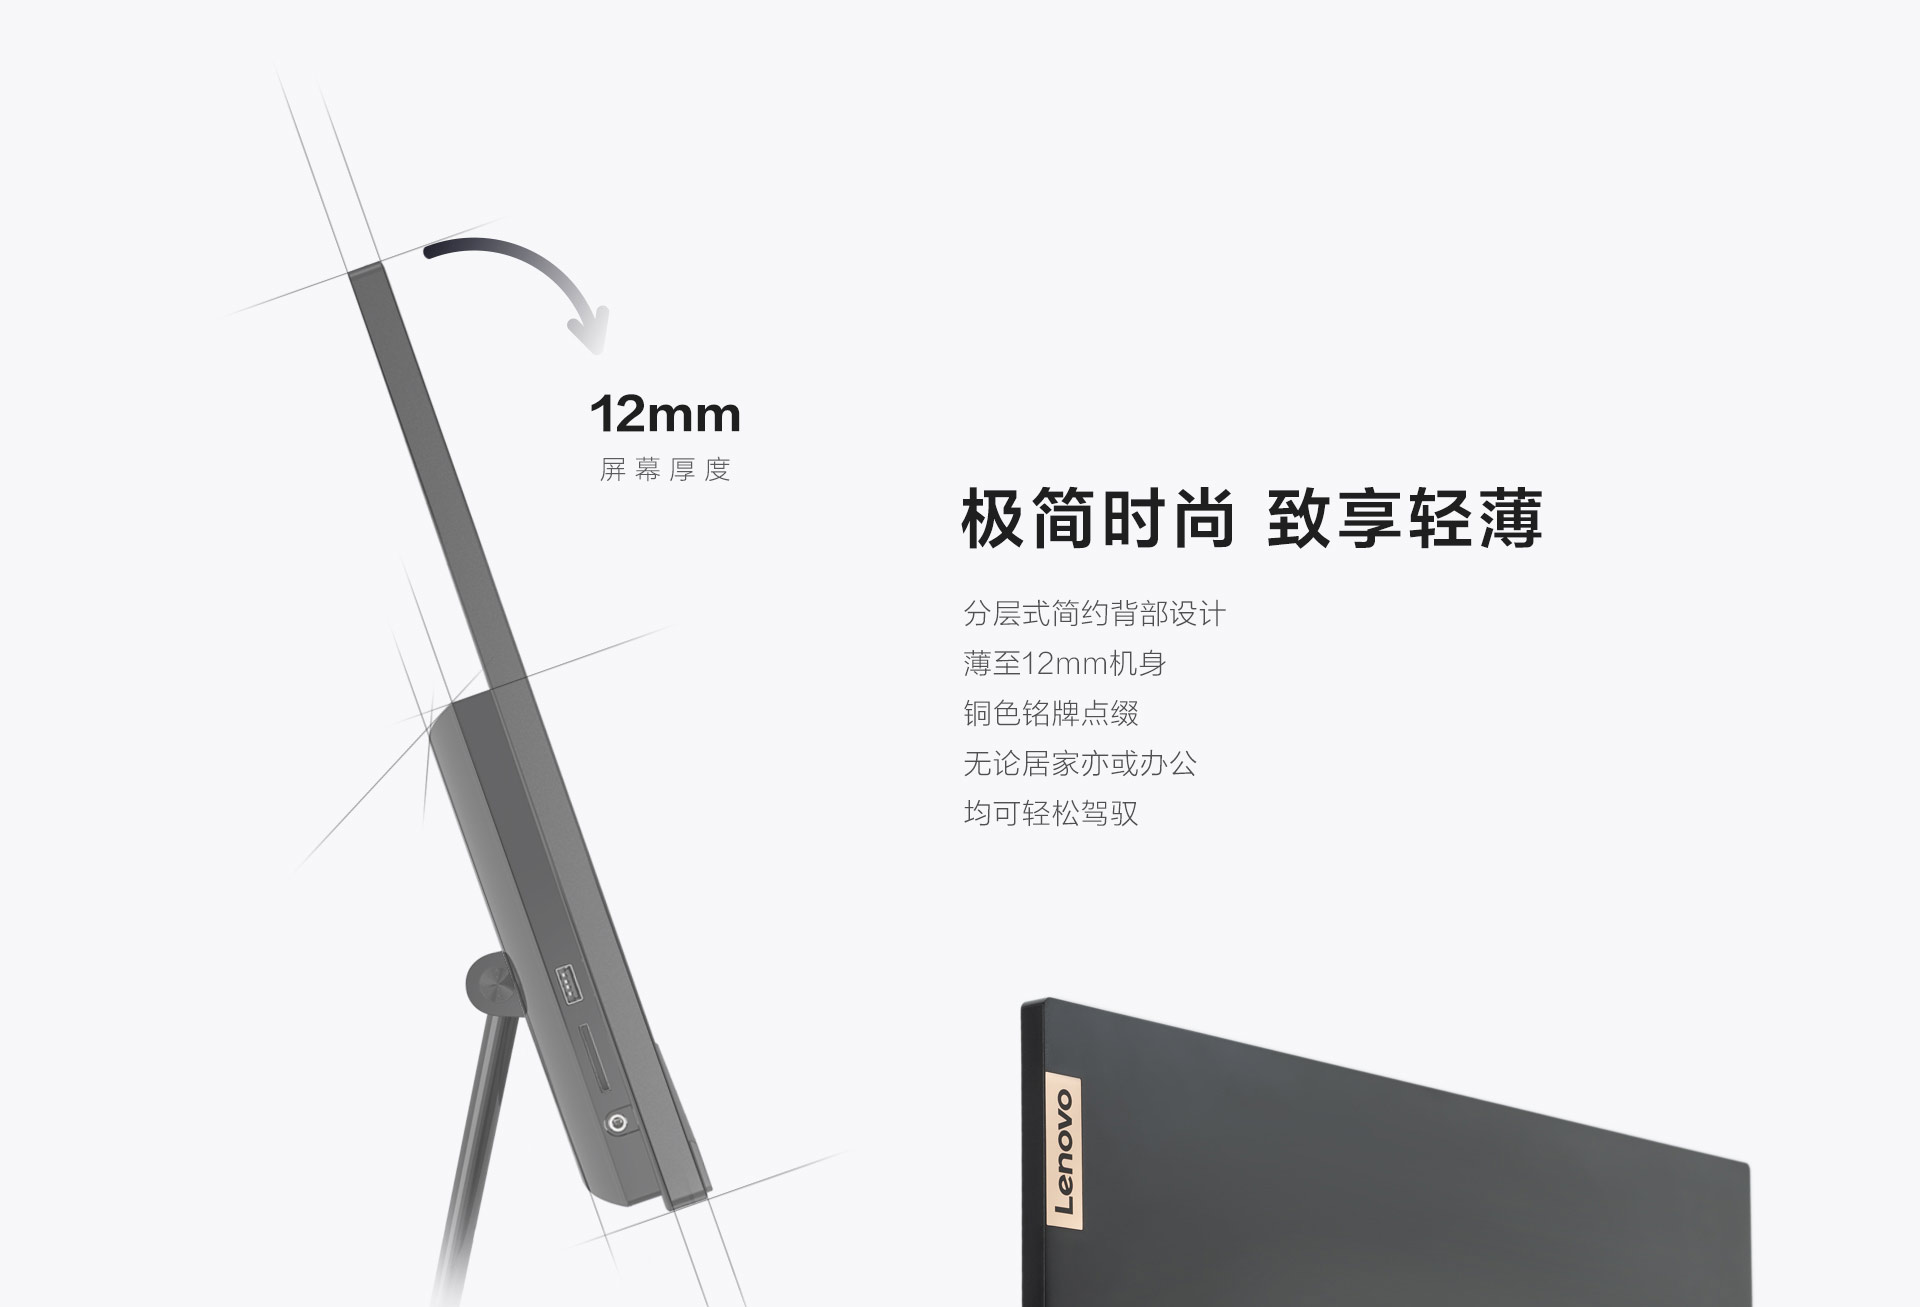 12mm
屏幕厚度
极简时尚 致享轻薄
分层式简约背部设计
薄至12mm机身
铜色铭牌点缀
无论居家亦或办公
均可轻松驾驭
Lenovo